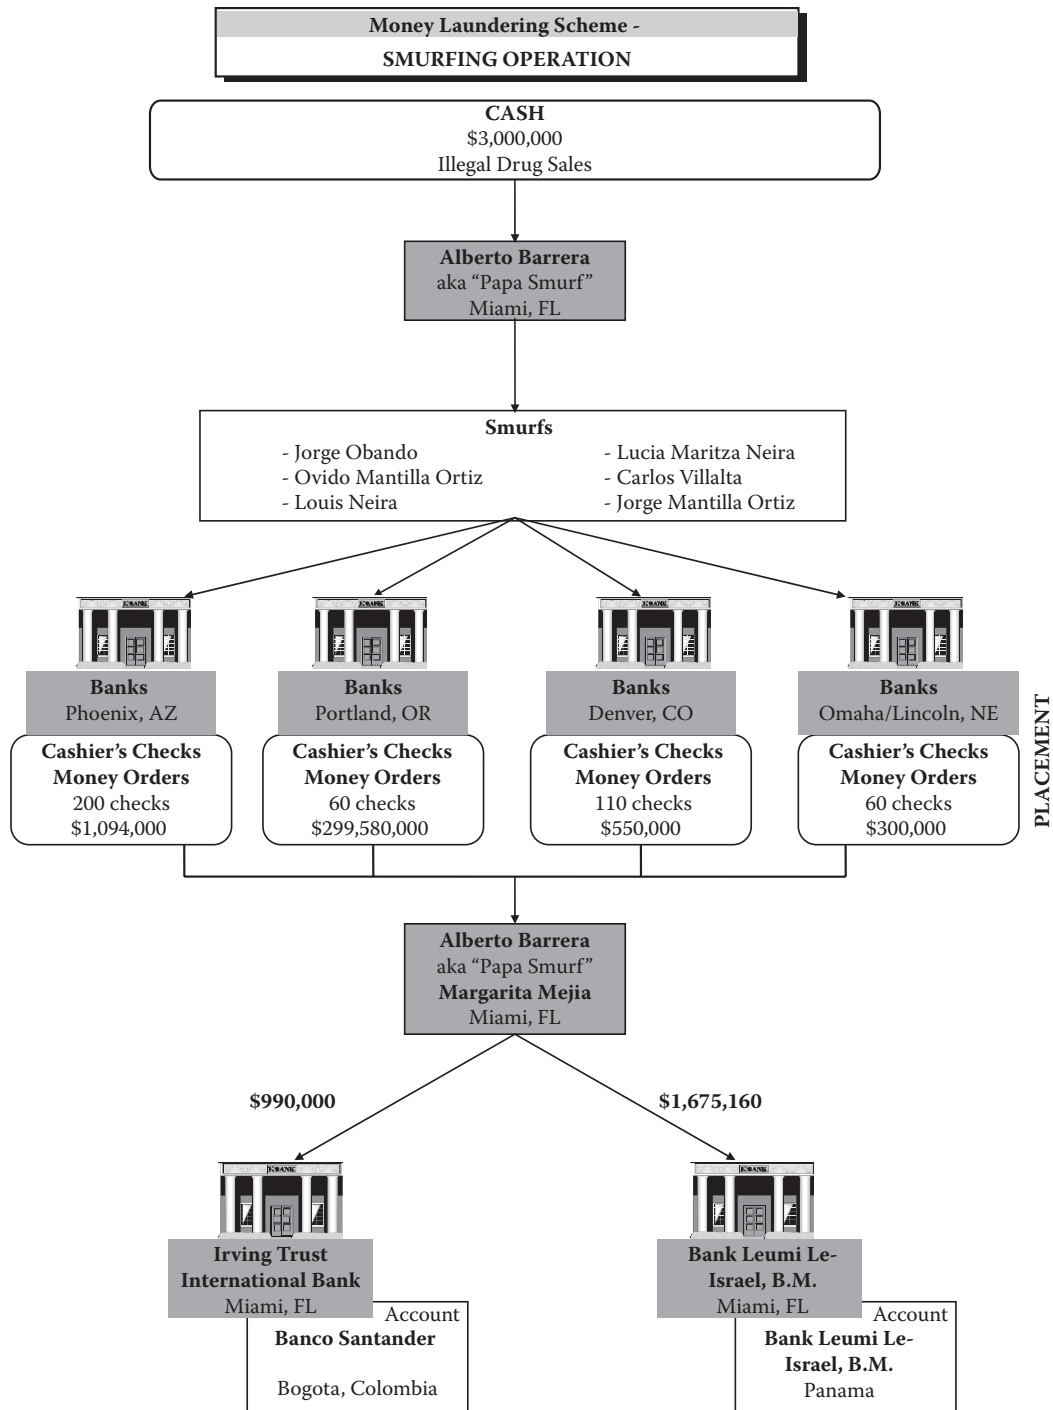 Money Laundering Scheme -
SMURFING OPERATION
CASH
$3,000,000
Illegal Drug Sales
Alberto Barrera
aka “Papa Smurf”
Miami, FL
Smurfs
- Jorge Obando
- Ovido Mantilla Ortiz
- Louis Neira
- Lucia Maritza Neira
- Carlos Villalta
- Jorge Mantilla Ortiz
BANK
Banks
Phoenix, AZ
Cashier’s Checks
Money Orders
200 checks
$1,094,000
BANK
Banks
Portland, OR
Cashier’s Checks
Money Orders
60 checks
$299,580,000
BANK
Banks
Denver, CO
Cashier’s Checks
Money Orders
110 checks
$550,000
BANK
Banks
Omaha/Lincoln, NE
Cashier’s Checks
Money Orders
60 checks
$300,000
PLACEMENT
Alberto Barrera
aka “Papa Smurf”
Margarita Mejia
Miami, FL
$990,000
$1,675,160
BANK
Irving Trust
International Bank
Miami, FL
Account
Banco Santander
Bogota, Colombia
BANK
Bank Leumi Le-
Israel, B.M.
Miami, FL
Account
Bank Leumi Le-
Israel, B.M.
Panama